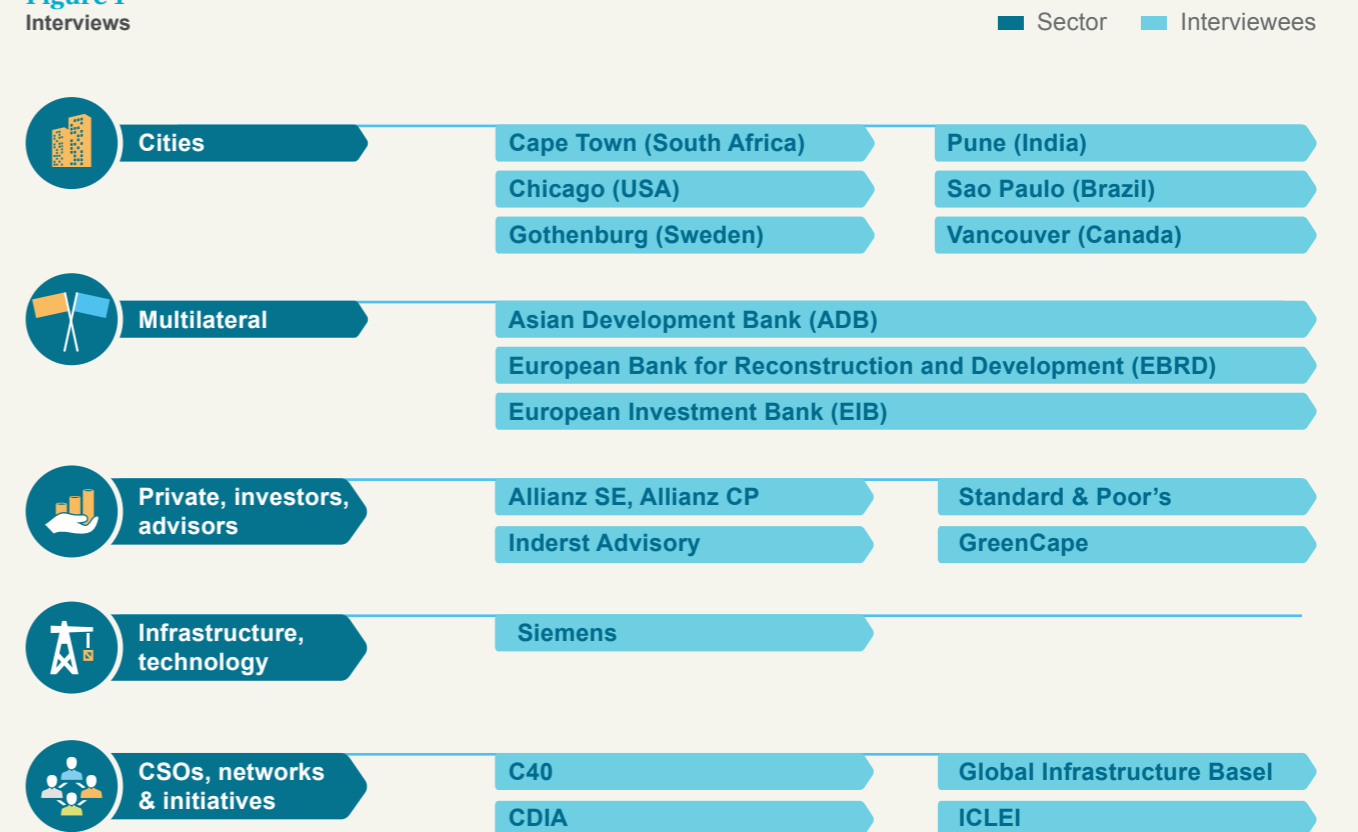 Figure 1
Interviews
Sector
Interviewees
Cities
Cape Town (South Africa)
Pune (India)
Chicago (USA)
Sao Paulo (Brazil)
Gothenburg (Sweden)
Vancouver (Canada)
Multilateral
Asian Development Bank (ADB)
European Bank for Reconstruction and Development (EBRD)
European Investment Bank (EIB)
Private, investors,
advisors
Allianz SE, Allianz CP
Standard & Poor’s
Inderst Advisory
GreenCape
Infrastructure,
technology
Siemens
CSOs, networks
& initiatives
C40
Global Infrastructure Basel
CDIA
ICLEI